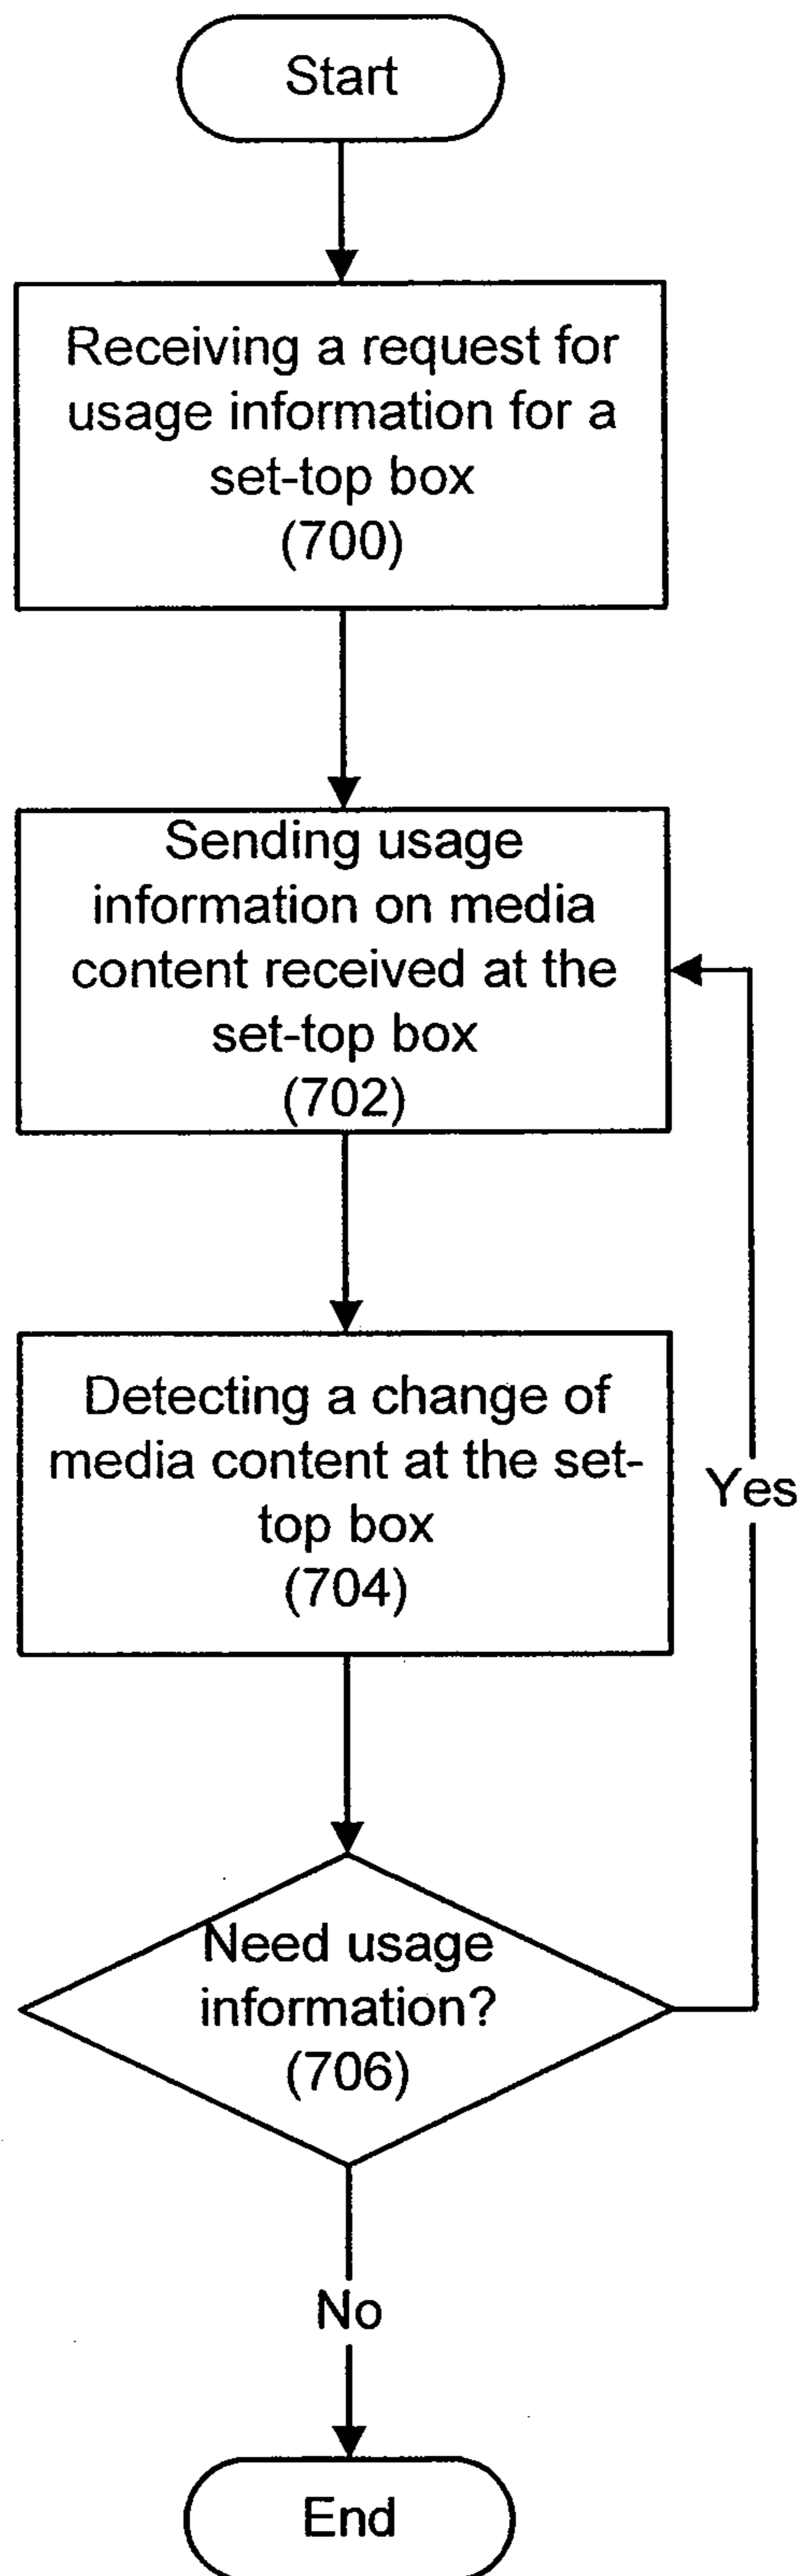 Start
Receiving a request for
usage information for a
set-top box
(700)
Sending usage
information on media
content received at the
set-top box
(702)
Detecting a change of
media content at the set-
top box
(704)
Yes
Need usage
information?
(706)
No
End